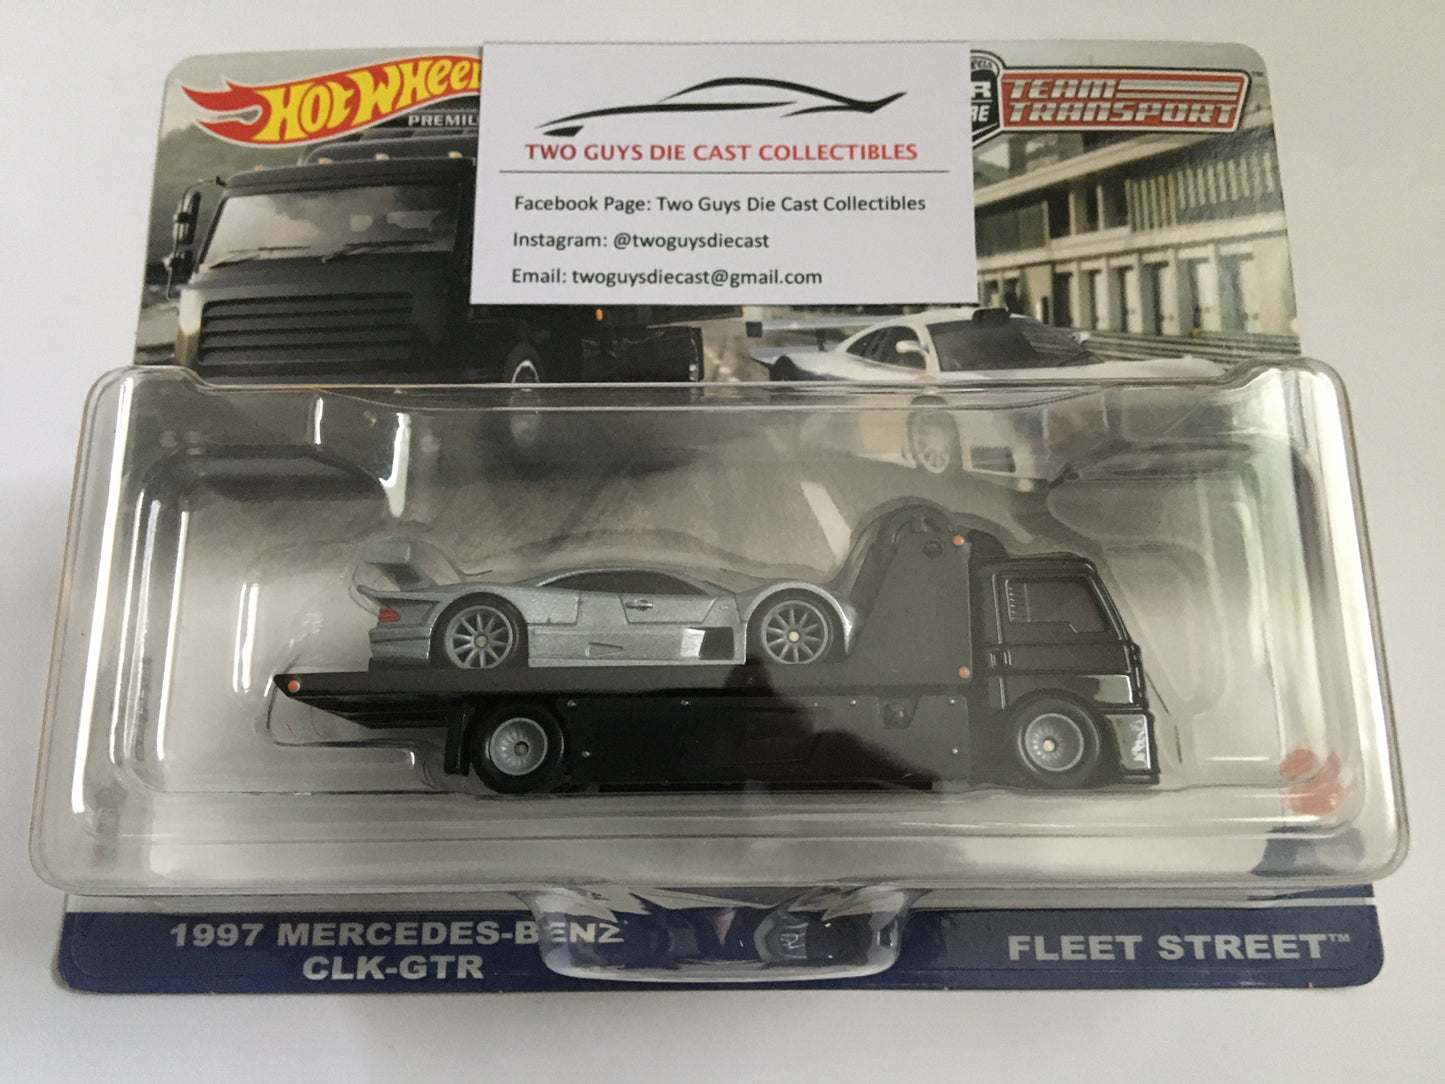 HOT WHEE
PREMIU
TEAM
TRANSPORT
TWO GUYS DIE CAST COLLECTIBLES
Facebook Page: Two Guys Die Cast Collectibles
Instagram: @twoguysdiecast
Email: twoguysdiecast@gmail.com
1997 MERCEDES-BENZ
CLK-GTR
FLEET STREET™